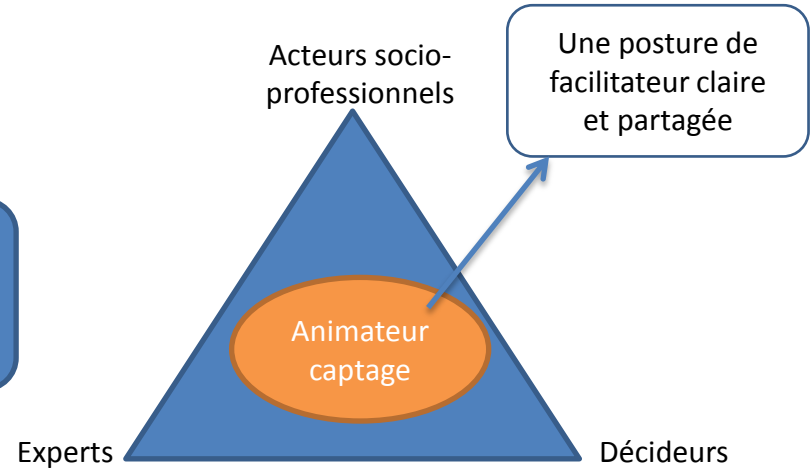 Acteurs socio-
professionnels
Une posture de
facilitateur claire
et partagée
Animateur
captage
Experts
Décideurs